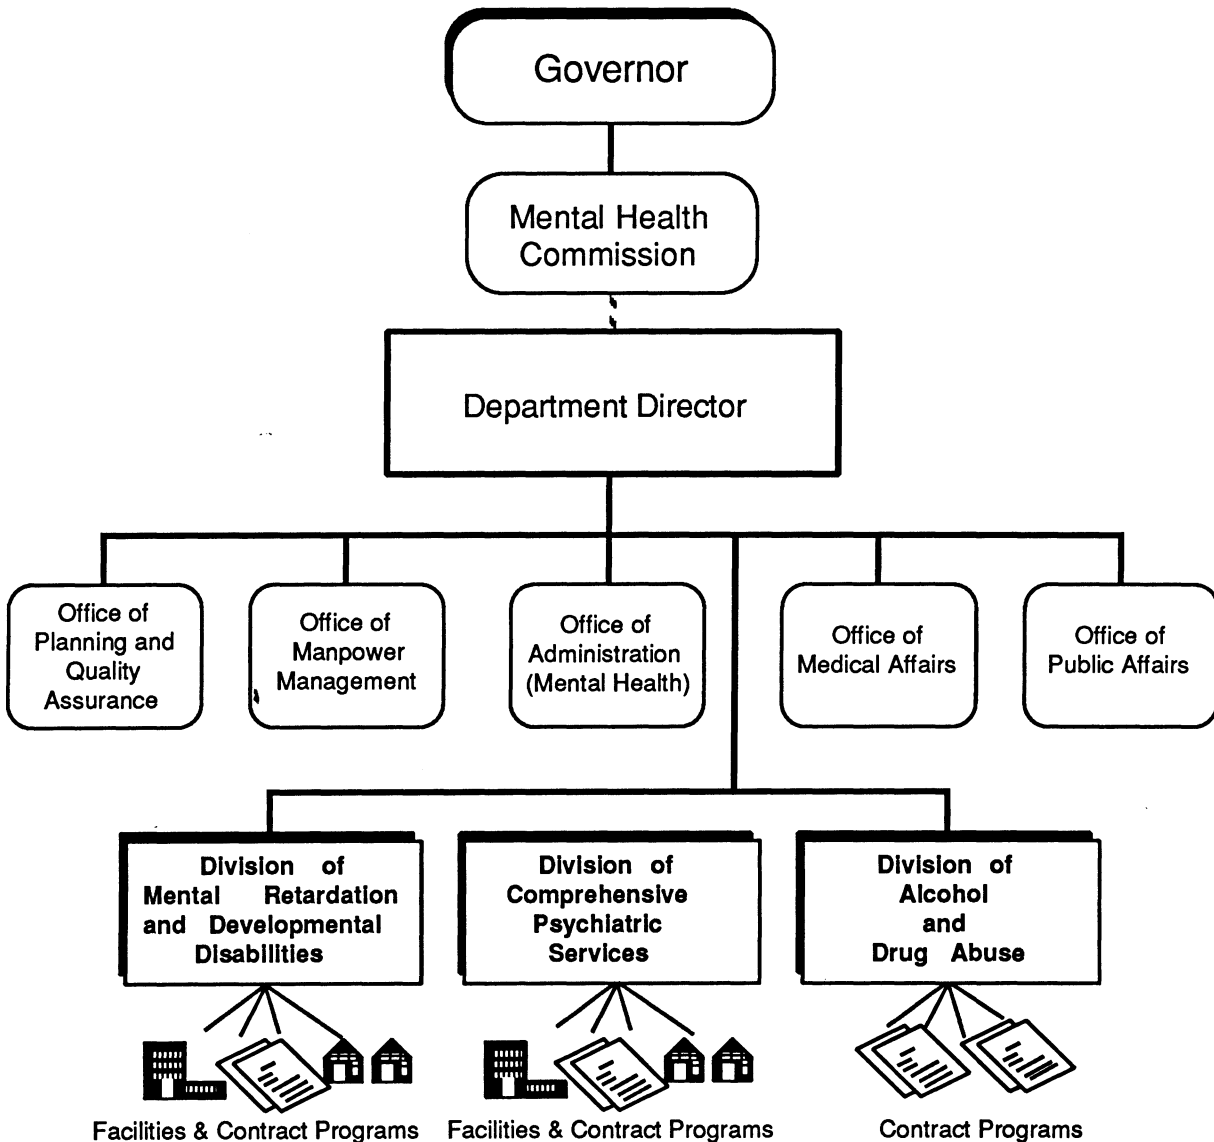 Governor
Mental Health
Commission
Department Director
Office of
Planning and
Quality
Assurance
Office of
Manpower
Management
Office of
Administration
(Mental Health)
Office of
Medical Affairs
Office of
Public Affairs
Division of
Mental Retardation
and Developmental
Disabilities
Division of
Comprehensive
Psychiatric
Services
Division of
Alcohol
and
Drug Abuse
Facilities & Contract Programs
Facilities & Contract Programs
Contract Programs